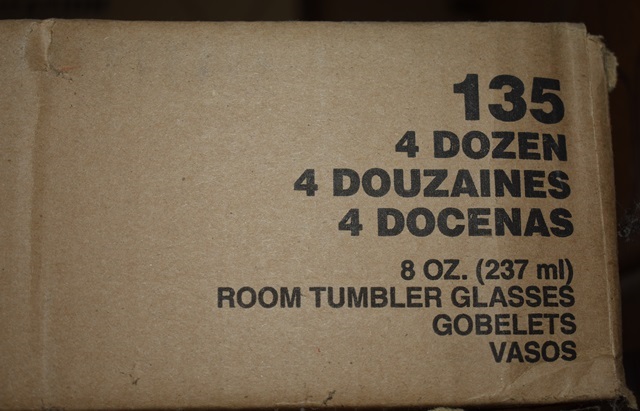 135
4 DOZEN
4 DOUZAINES
4 DOCENAS
8 OZ. (237 ml)
ROOM TUMBLER GLASSES
GOBELETS
VASOS